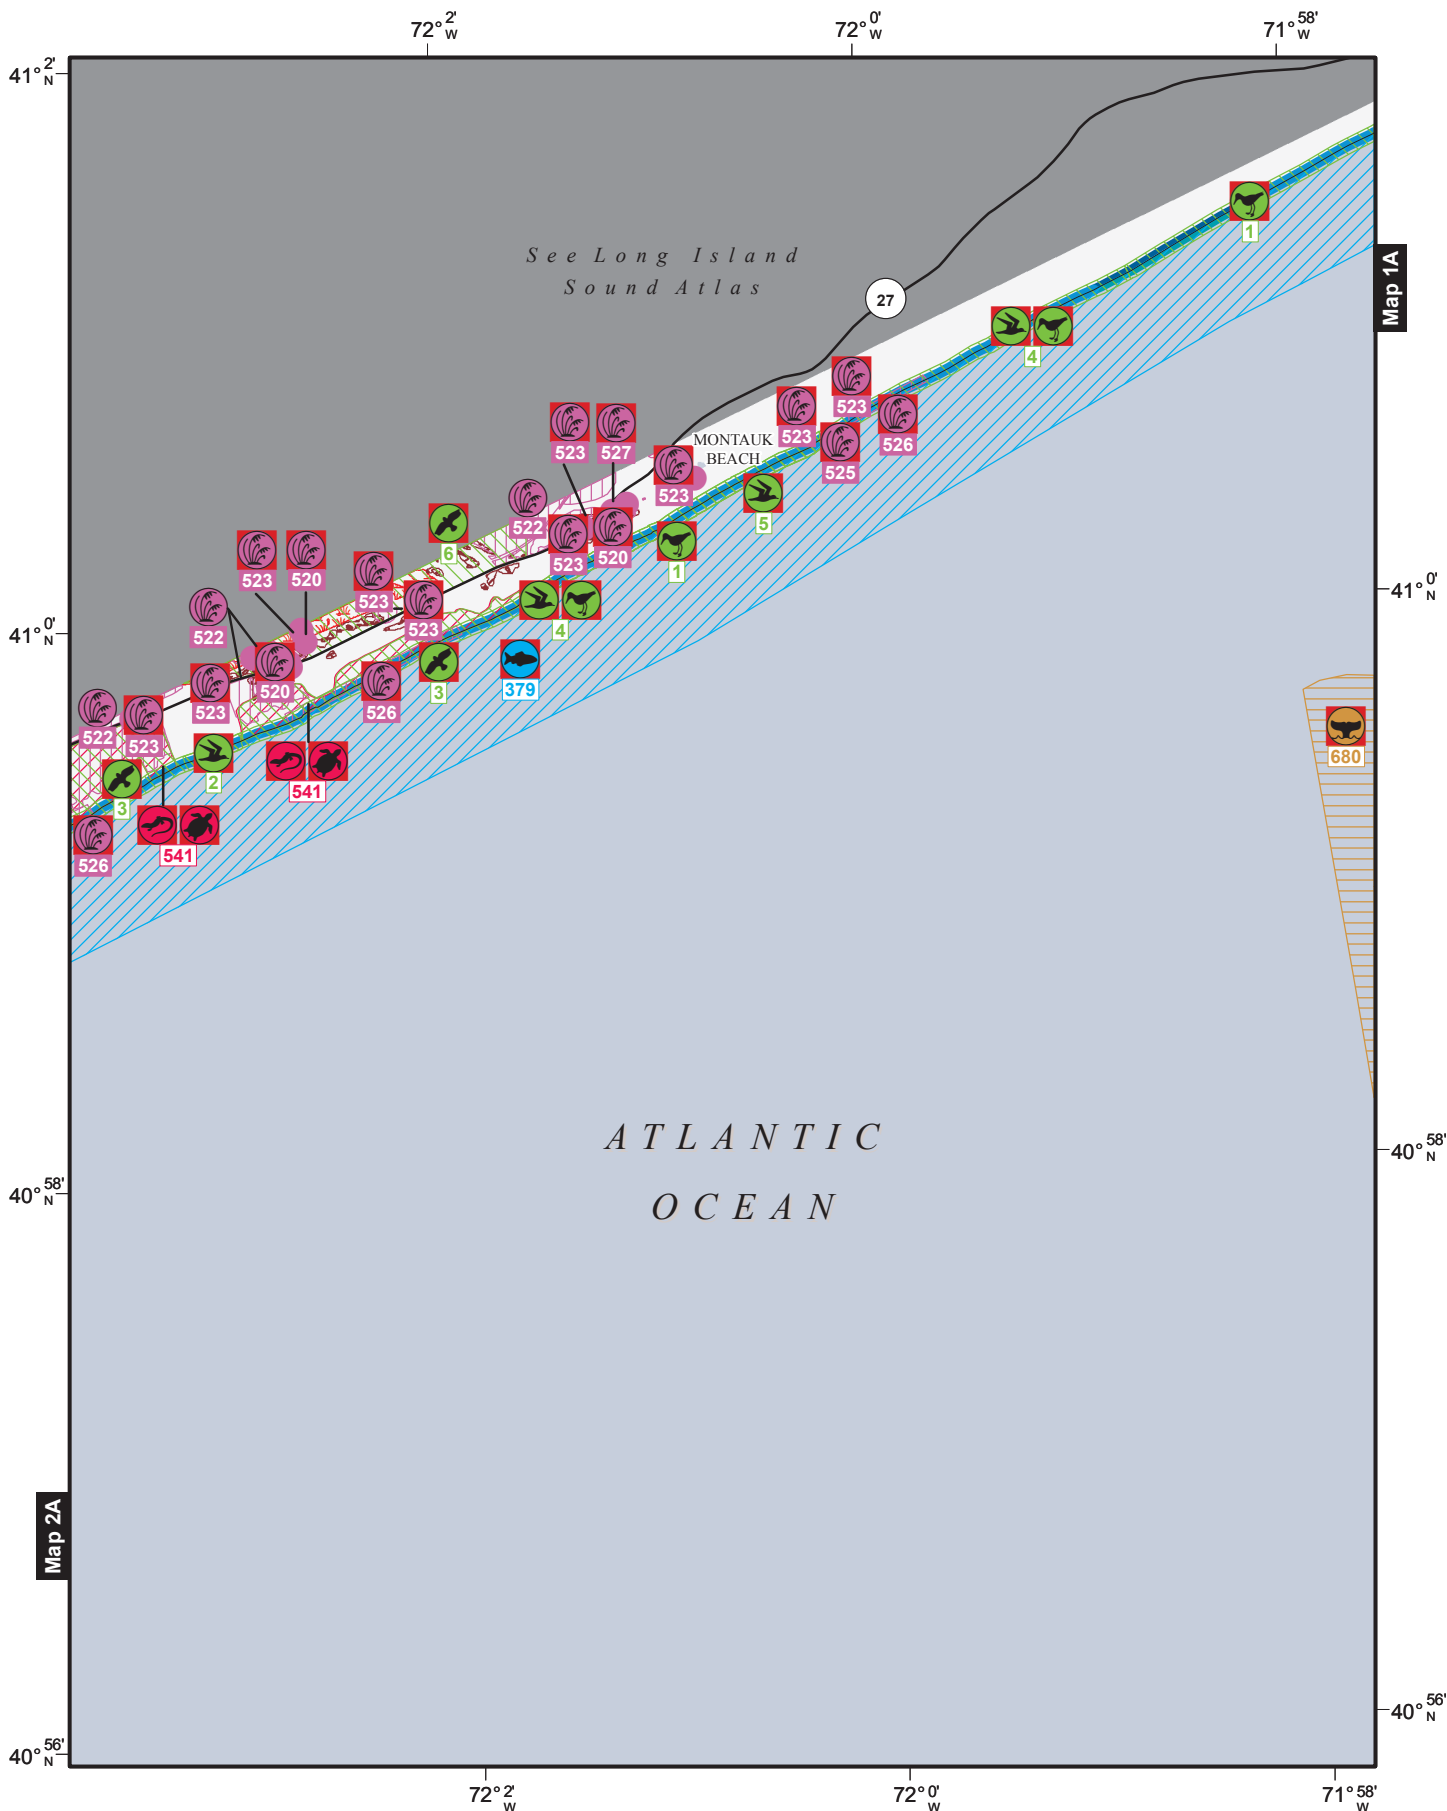 72° 2' W
72° 0' W
71° 58' W
41° 2' N
1
Map 1A
See Long Island
Sound Atlas
27
4
523
523
526
525
MONTAUK
BEACH
523
527
523
5
522
6
523
520
1
523
520
523
523
4
41° 0' N
522
41° 0' N
3
379
520
523
526
522
523
2
680
541
3
541
526
ATLANTIC
OCEAN
40° 58' N
40° 58' N
Map 2A
40° 56' N
40° 56' N
72° 2' W
72° 0' W
71° 58' W